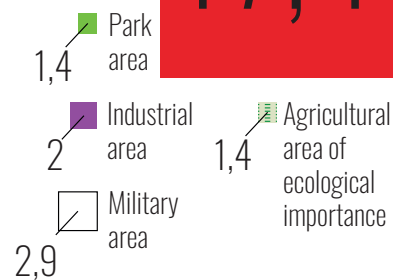 Park
area
1,4
Industrial
area
2
Agricultural
area of
ecological
importance
1,4
Military
area
2,9